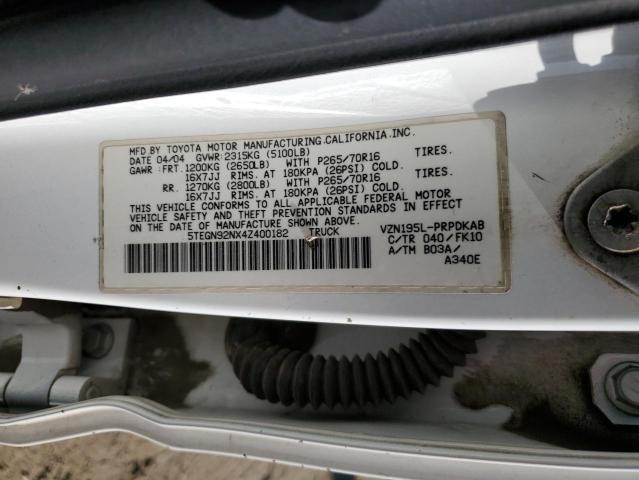 MFD.BY TOYOTA MOTOR MANUFACTURING,CALIFORNIA,INC.
DATE 04/04 GVWR:2315KG (5100LB)
GAWR:FRT.1200KG (2650LB) WITH P265/70R16 TIRES.
16X7JJ RIMS. AT 180KPA (26PSI) COLD.
RR. 1270KG (2800LB) WITH P265/70R16 TIRES.
16X7JJ RIMS. AT 180KPA (26PSI) COLD.
THIS VEHICLE CONFORMS TO ALL APPLICABLE FEDERAL MOTOR
VEHICLE SAFETY AND THEFT PREVENTION STANDARDS IN EFFECT
ON THE DATE OF MANUFACTURE SHOWN ABOVE.
5TEGN92NX4Z400182 TRUCK VZN195L-PRPDKAB
C/TR 040/FK10
A/TM B03A/
A340E